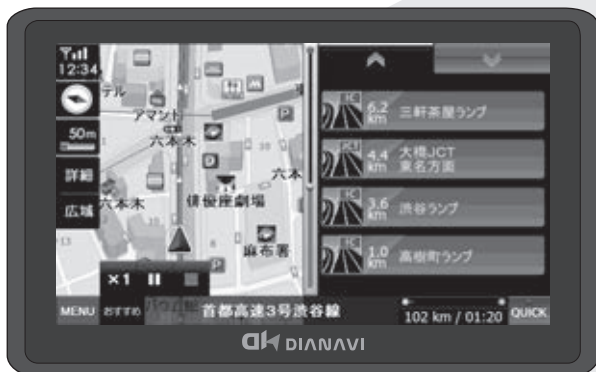 12:34
テル
アマンド
50m
六本木
詳細
広域
六本木
俳優座劇場
六本
麻布署
×1
MENU
おすすめ
首都高速3号渋谷線
IC
6.2
km
三軒茶屋ランプ
JCT
4.4
km
大橋JCT
東名方面
IC
3.6
km
渋谷ランプ
IC
1.0
km
高樹町ランプ
102 km / 01:20
QUICK
DIANAVI